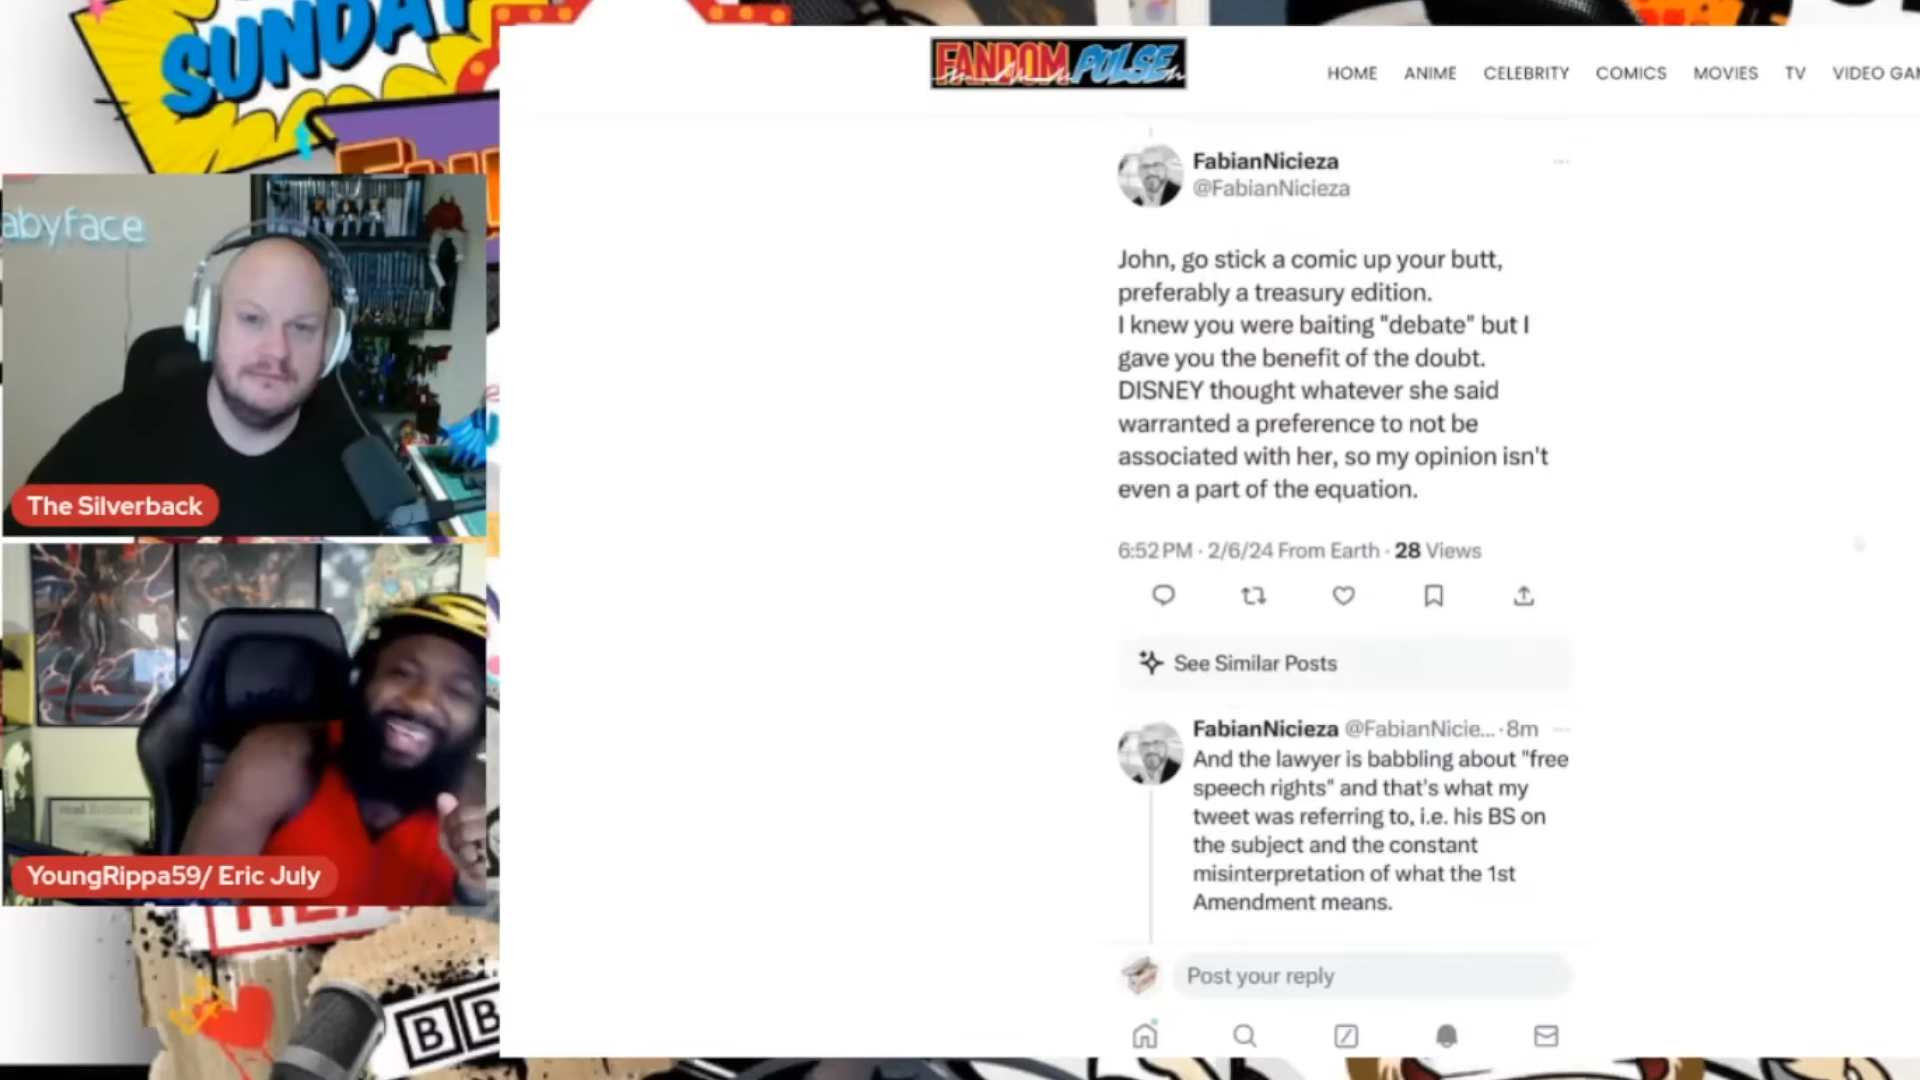 SUNDAY
FANDOM PULSE
HOME ANIME CELEBRITY COMICS MOVIES TV VIDEO GAM
abyface
The Silverback
YoungRippa59/ Eric July
FabianNicieza
@FabianNicieza
John, go stick a comic up your butt,
preferably a treasury edition.
I knew you were baiting "debate" but I
gave you the benefit of the doubt.
DISNEY thought whatever she said
warranted a preference to not be
associated with her, so my opinion isn't
even a part of the equation.
6:52 PM · 2/6/24 From Earth · 28 Views
See Similar Posts
FabianNicieza @FabianNicie... · 8m
And the lawyer is babbling about "free
speech rights" and that's what my
tweet was referring to, i.e. his BS on
the subject and the constant
misinterpretation of what the 1st
Amendment means.
Post your reply
BB